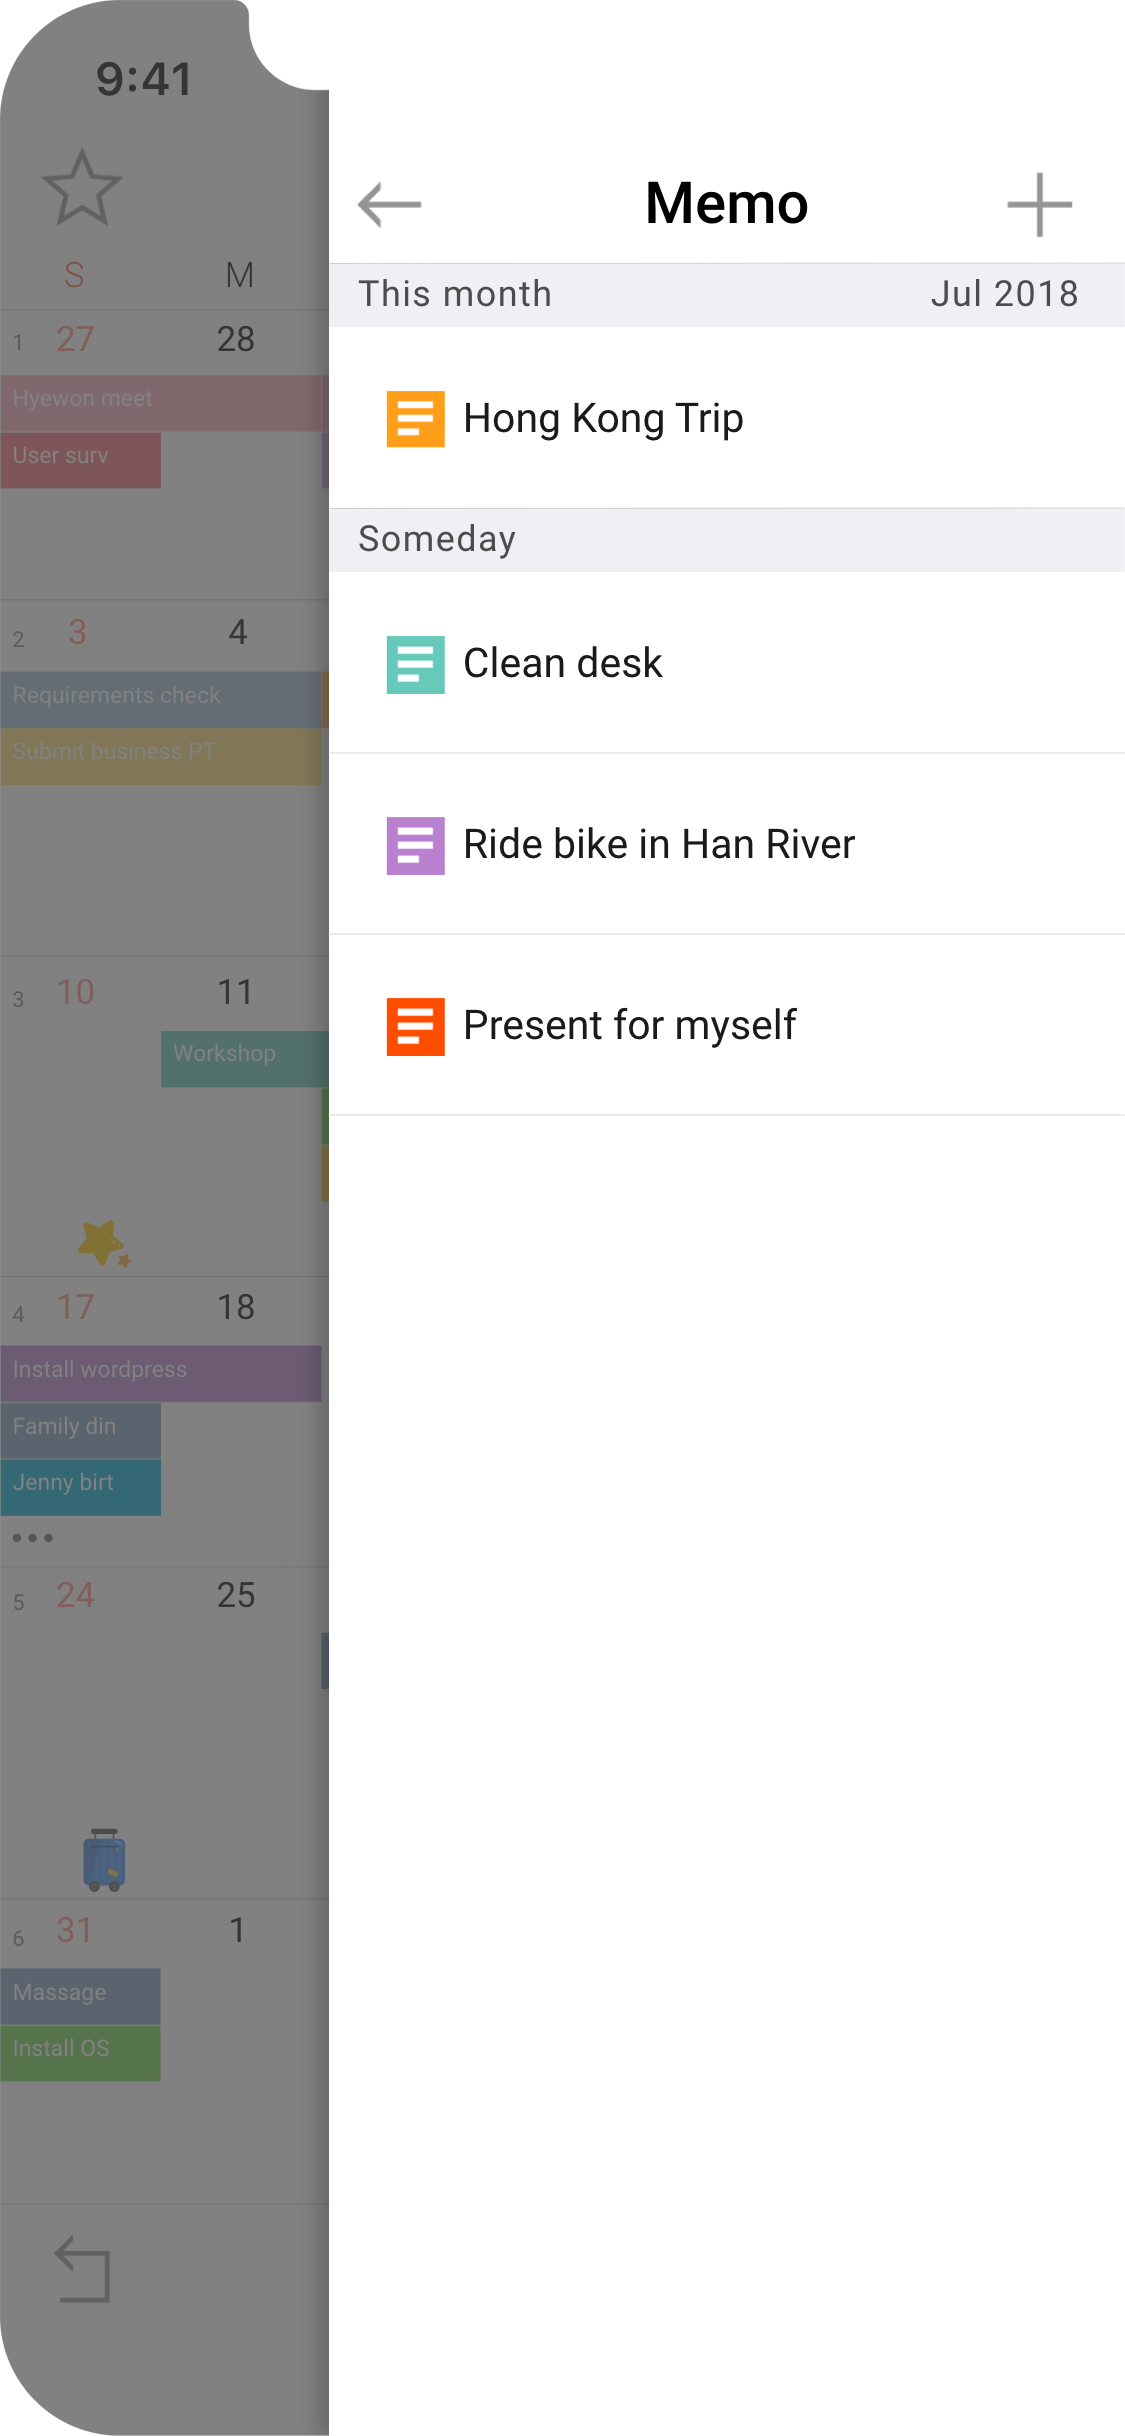 9:41
S M
1 27 28
Hyewon meet
User surv
2 3 4
Requirements check
Submit business PT
3 10 11
Workshop
4 17 18
Install wordpress
Family din
Jenny birt
•••
5 24 25
6 31 1
Massage
Install OS
Memo
This month Jul 2018
Hong Kong Trip
Someday
Clean desk
Ride bike in Han River
Present for myself